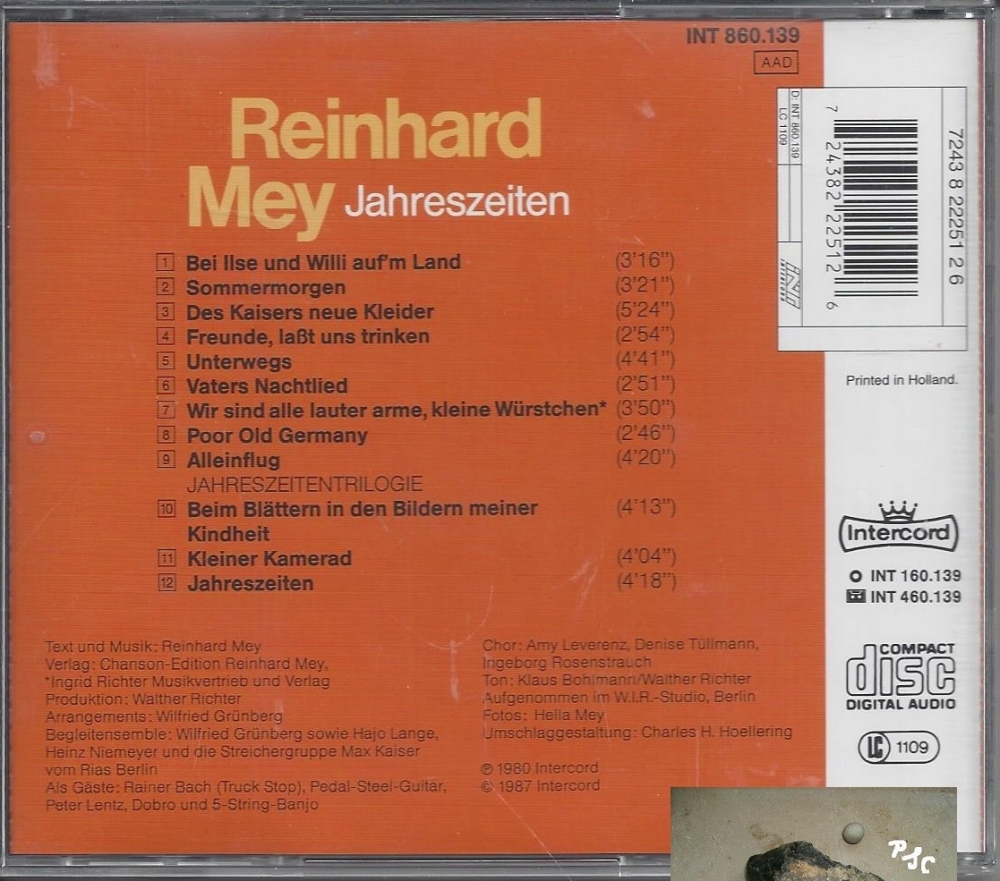 INT 860.139
AAD
Reinhard
Mey Jahreszeiten
1 Bei Ilse und Willi auf'm Land (3'16")
2 Sommermorgen (3'21")
3 Des Kaisers neue Kleider (5'24")
4 Freunde, laßt uns trinken (2'54")
5 Unterwegs (4'41")
6 Vaters Nachtlied (2'51")
7 Wir sind alle lauter arme, kleine Würstchen* (3'50")
8 Poor Old Germany (2'46")
9 Alleinflug (4'20")
JAHRESZEITENTRILOGIE
10 Beim Blättern in den Bildern meiner (4'13")
Kindheit
11 Kleiner Kamerad (4'04")
12 Jahreszeiten (4'18")
Text und Musik: Reinhard Mey
Verlag: Chanson-Edition Reinhard Mey,
*Ingrid Richter Musikvertrieb und Verlag
Produktion: Walther Richter
Arrangements: Wilfried Grünberg
Begleitensemble: Wilfried Grünberg sowie Hajo Lange,
Heinz Niemeyer und die Streichergruppe Max Kaiser
vom Rias Berlin
Als Gäste: Rainer Bach (Truck Stop), Pedal-Steel-Guitar,
Peter Lentz, Dobro und 5-String-Banjo
Chor: Amy Leverenz, Denise Tüllmann,
Ingeborg Rosenstrauch
Ton: Klaus Bohlmann/Walther Richter
Aufgenommen im W.I.R.-Studio, Berlin
Fotos: Hella Mey
Umschlaggestaltung: Charles H. Hoellering
℗ 1980 Intercord
© 1987 Intercord
D: INT 860.139
LC 1109
7 24382 22512 6
7243 8 22251 2 6
INT
INTERCORD
Printed in Holland.
Intercord
INT 160.139
INT 460.139
COMPACT
disc
DIGITAL AUDIO
LC 1109
PSC